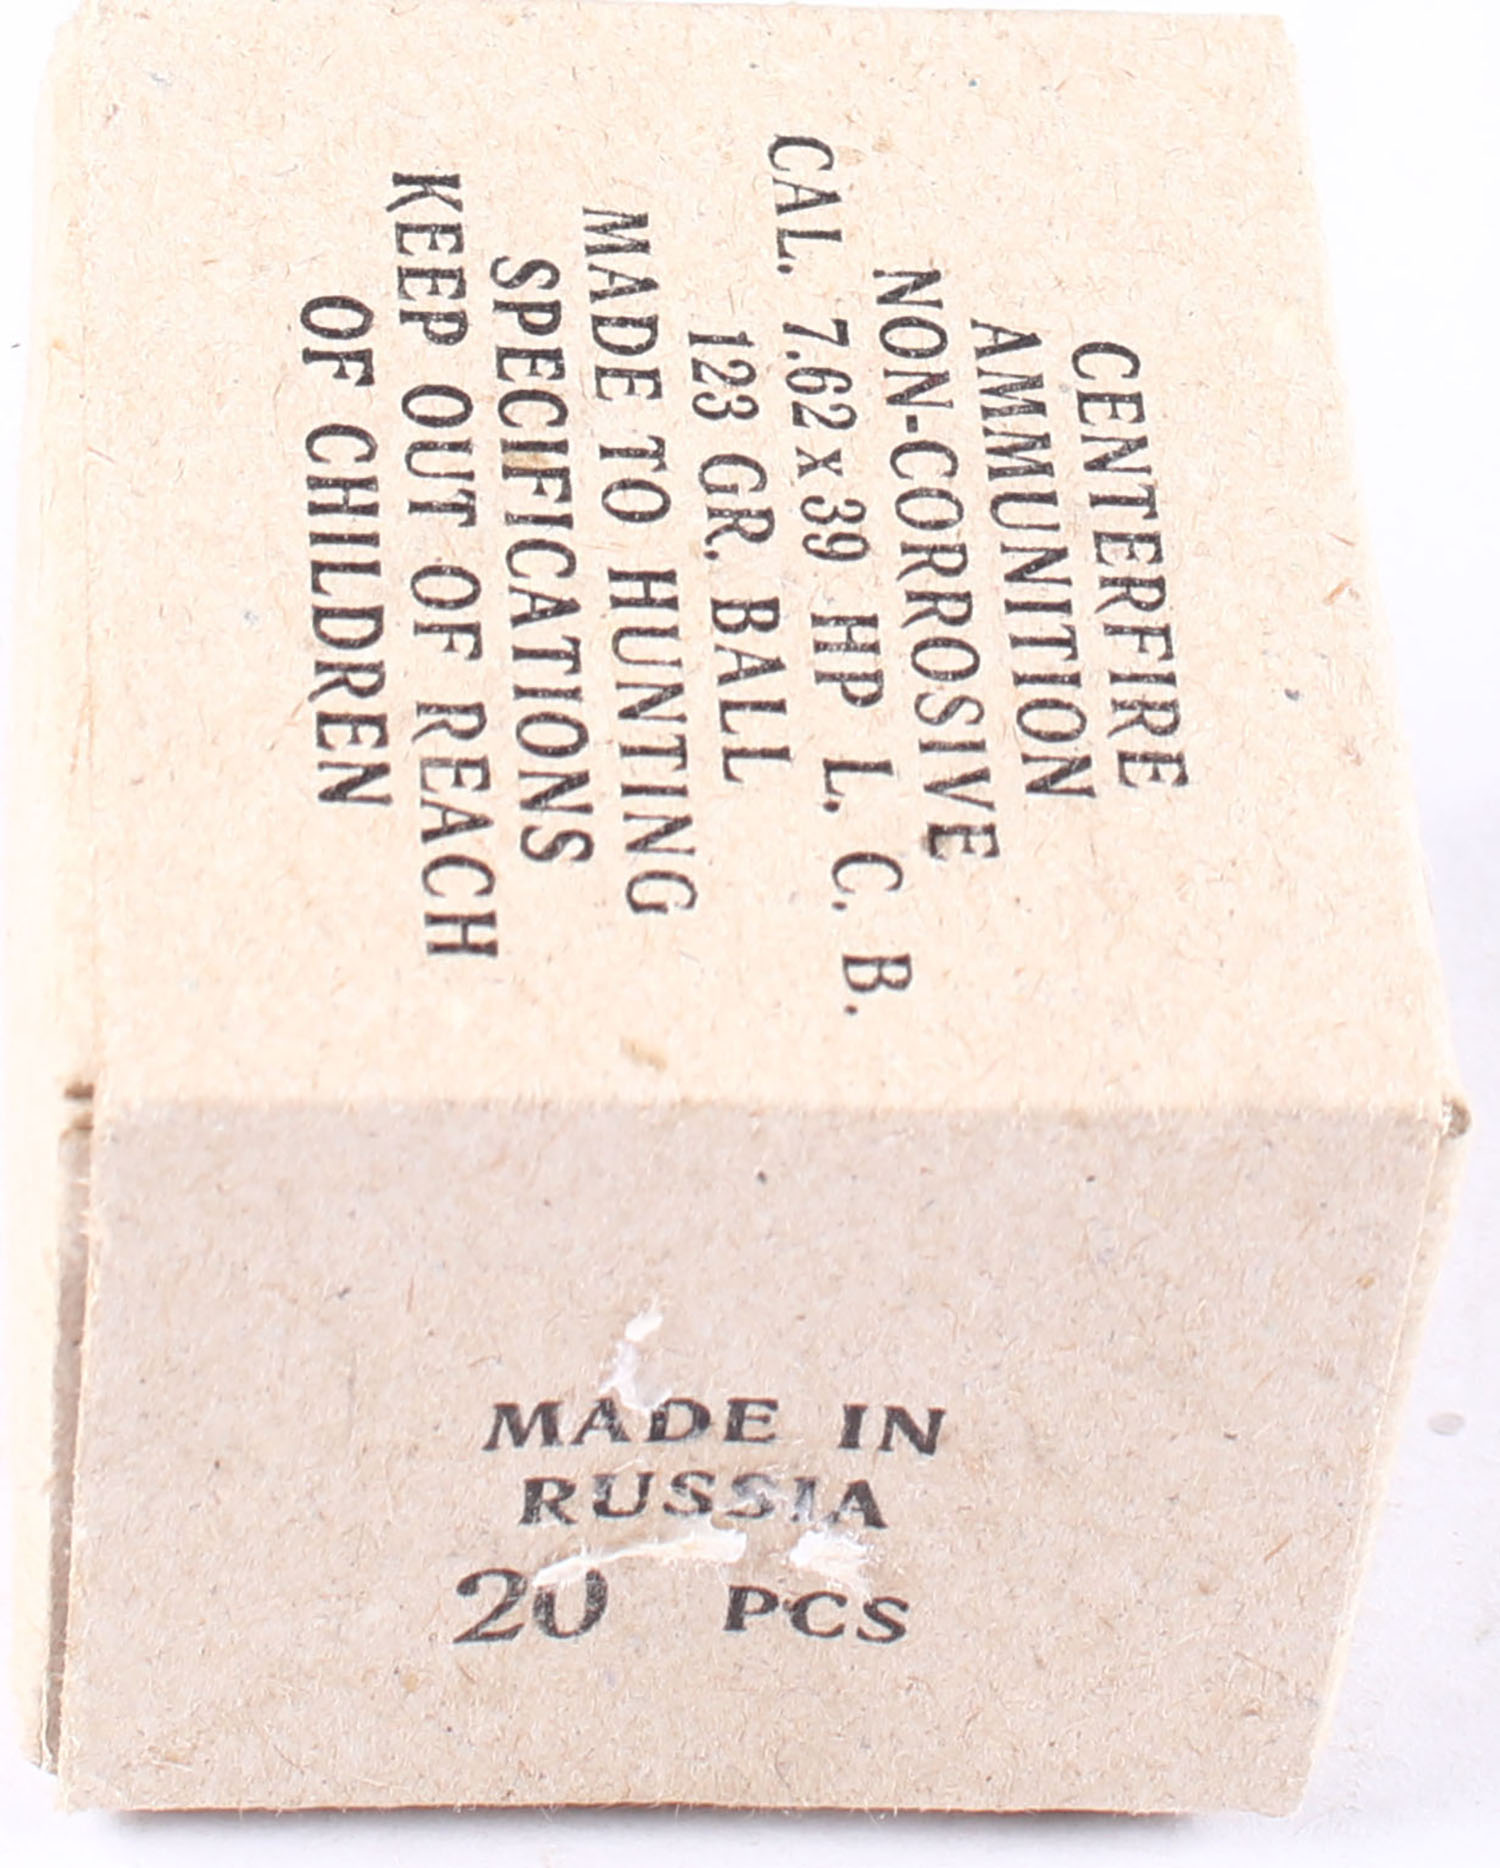 CENTERFIRE
AMMUNITION
NON-CORROSIVE
CAL. 7.62 x 39 HP L. C. B.
123 GR. BALL
MADE TO HUNTING
SPECIFICATIONS
KEEP OUT OF REACH
OF CHILDREN
MADE IN
RUSSIA
20 PCS